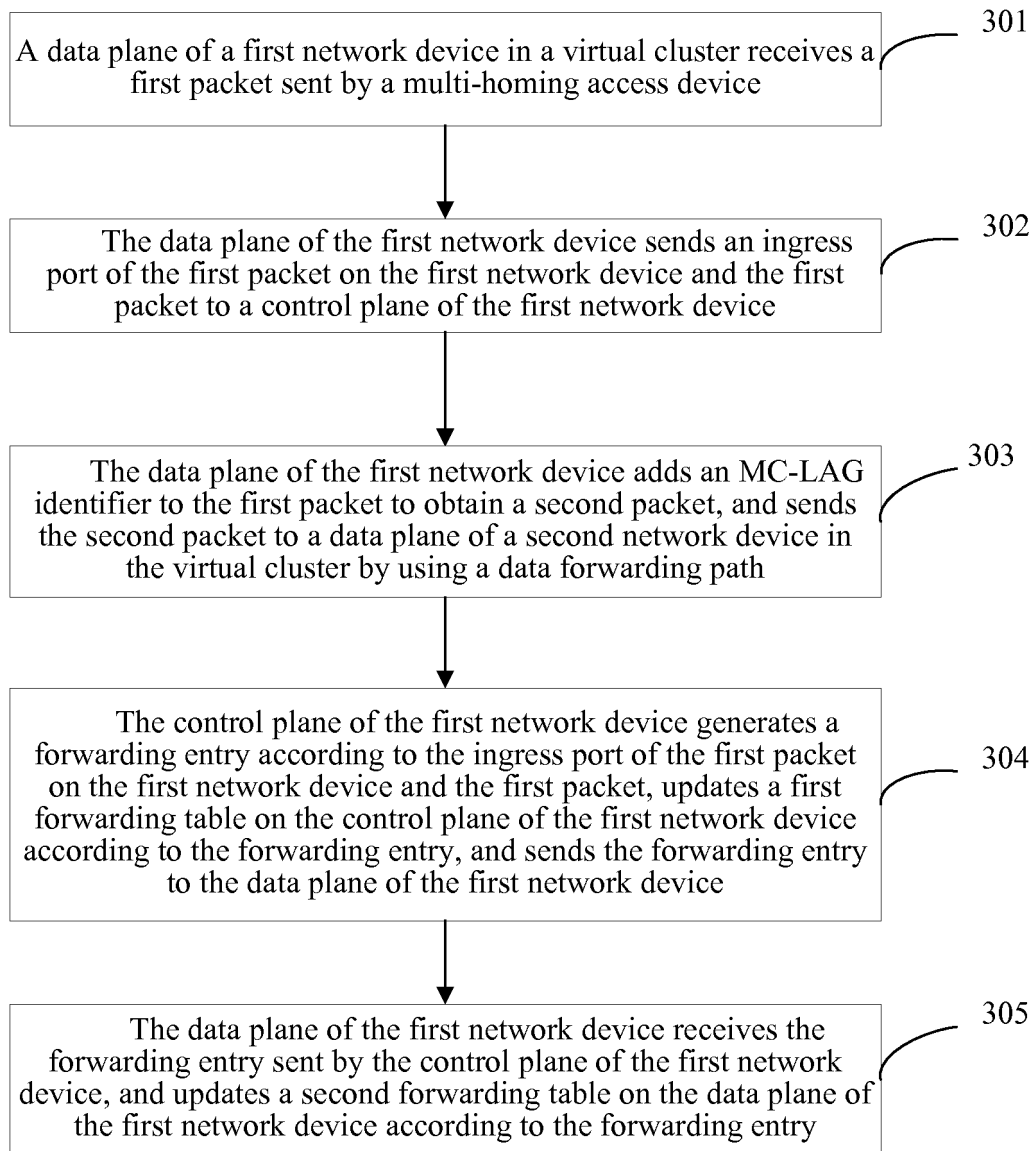 301
A data plane of a first network device in a virtual cluster receives a
first packet sent by a multi-homing access device
302
The data plane of the first network device sends an ingress
port of the first packet on the first network device and the first
packet to a control plane of the first network device
303
The data plane of the first network device adds an MC-LAG
identifier to the first packet to obtain a second packet, and sends
the second packet to a data plane of a second network device in
the virtual cluster by using a data forwarding path
304
The control plane of the first network device generates a
forwarding entry according to the ingress port of the first packet
on the first network device and the first packet, updates a first
forwarding table on the control plane of the first network device
according to the forwarding entry, and sends the forwarding entry
to the data plane of the first network device
305
The data plane of the first network device receives the
forwarding entry sent by the control plane of the first network
device, and updates a second forwarding table on the data plane of
the first network device according to the forwarding entry